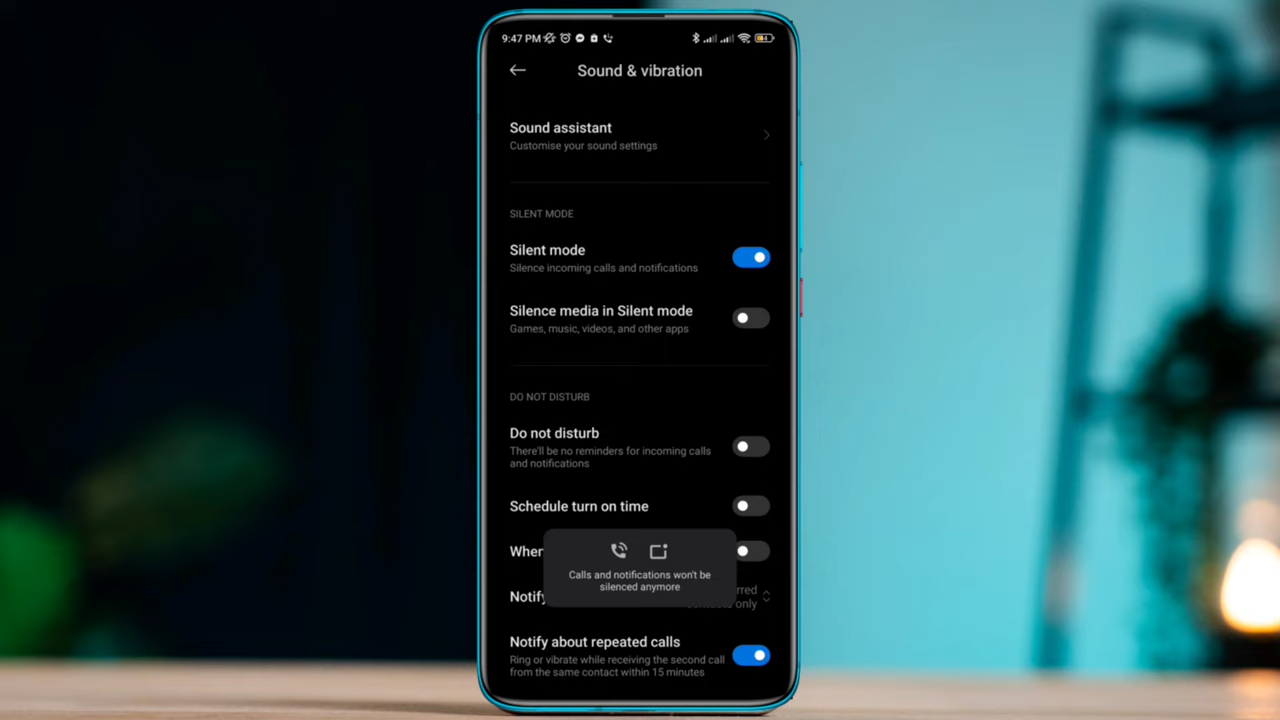 9:47 PM
Sound & vibration
Sound assistant
Customise your sound settings
SILENT MODE
Silent mode
Silence incoming calls and notifications
Silence media in Silent mode
Games, music, videos, and other apps
DO NOT DISTURB
Do not disturb
There'll be no reminders for incoming calls
and notifications
Schedule turn on time
When
Calls and notifications won't be
silenced anymore
Notify
only
Notify about repeated calls
Ring or vibrate while receiving the second call
from the same contact within 15 minutes